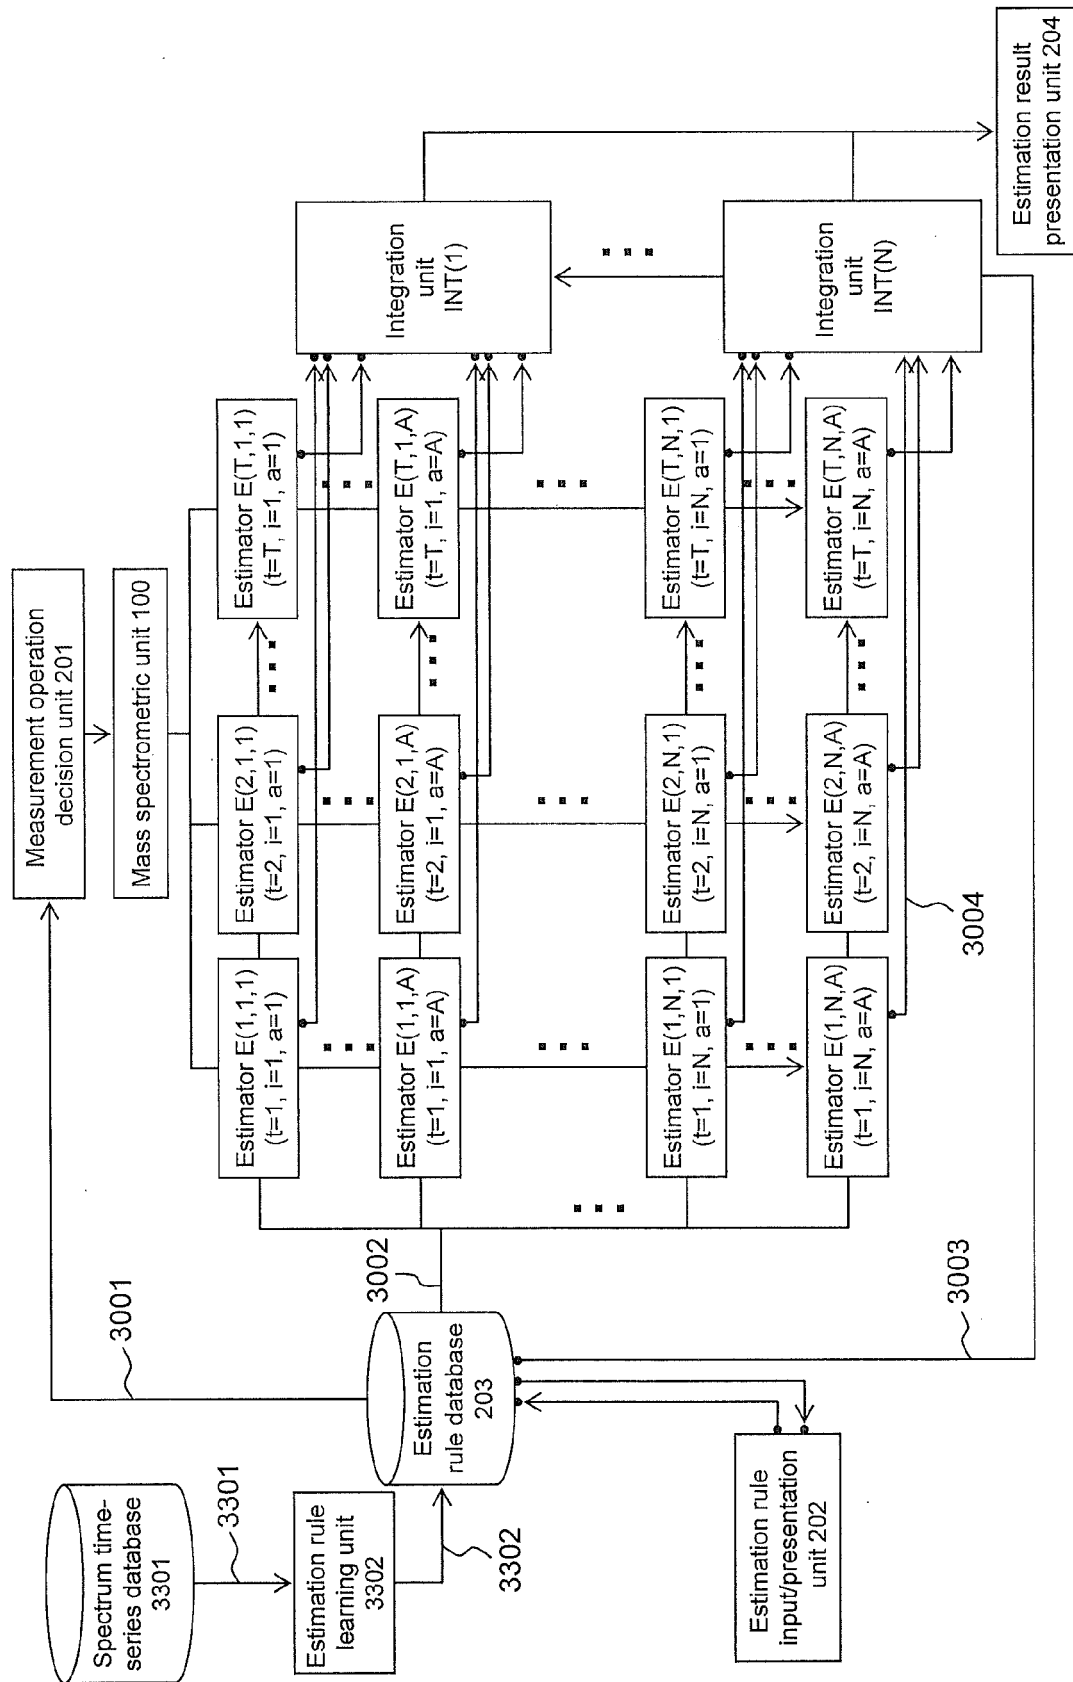 Spectrum time-
series database
3301
3301
Estimation rule
learning unit
3302
3302
3001
Estimation
rule database
203
Estimation rule
input/presentation
unit 202
3002
3003
Measurement operation
decision unit 201
Mass spectrometric unit 100
Estimator E(1,1,1)
(t=1, i=1, a=1)
Estimator E(2,1,1)
(t=2, i=1, a=1)
Estimator E(T,1,1)
(t=T, i=1, a=1)
Estimator E(1,1,A)
(t=1, i=1, a=A)
Estimator E(2,1,A)
(t=2, i=1, a=A)
Estimator E(T,1,A)
(t=T, i=1, a=A)
Estimator E(1,N,1)
(t=1, i=N, a=1)
Estimator E(2,N,1)
(t=2, i=N, a=1)
Estimator E(T,N,1)
(t=T, i=N, a=1)
Estimator E(1,N,A)
(t=1, i=N, a=A)
Estimator E(2,N,A)
(t=2, i=N, a=A)
Estimator E(T,N,A)
(t=T, i=N, a=A)
3004
Integration
unit
INT(1)
Integration
unit
INT(N)
Estimation result
presentation unit 204